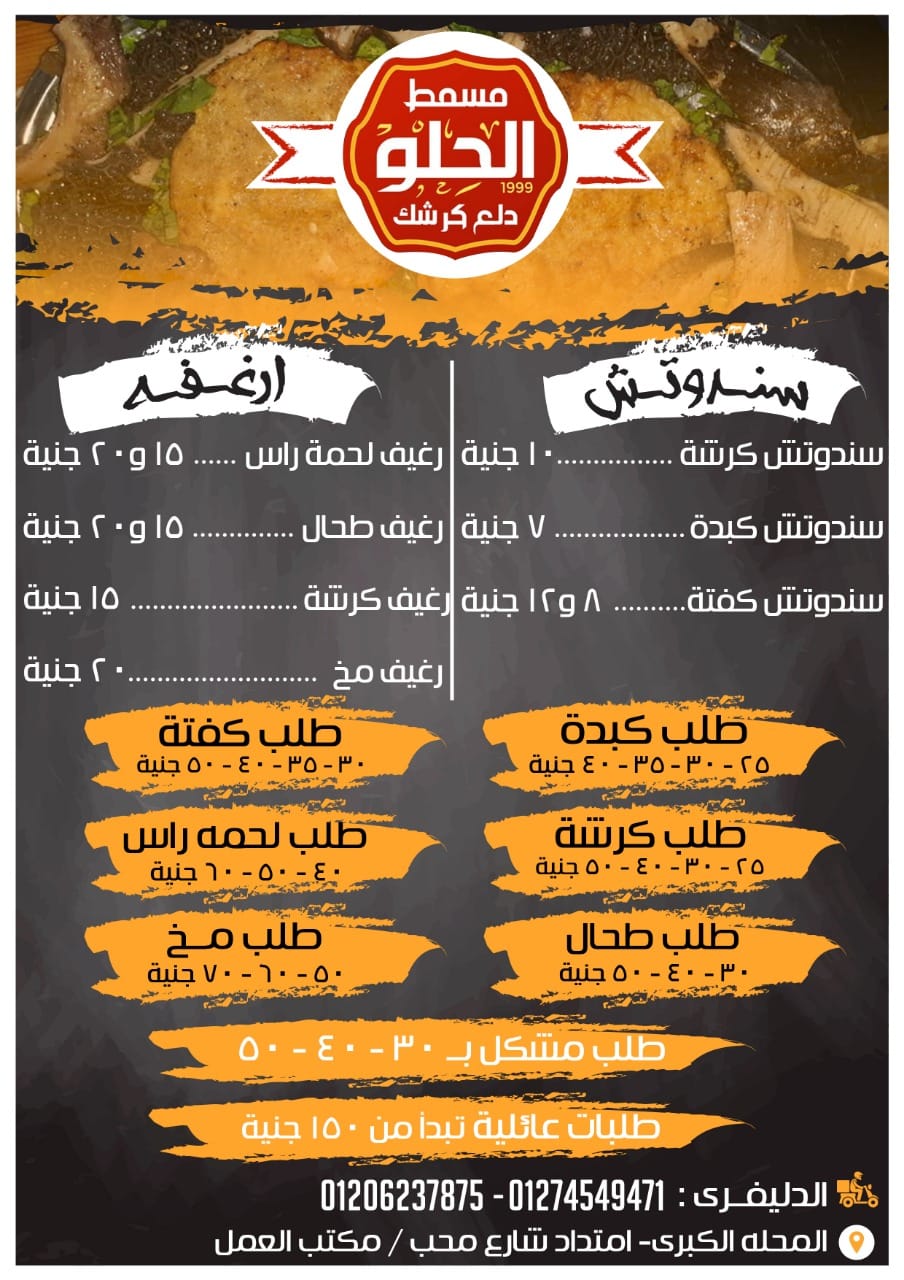 مسمط
الحلو
1999
دلع كرشك
سندوتش
سندوتش كرشة ................١٠ جنية
سندوتش كبدة .................. ٧ جنية
سندوتش كفتة.......... ٨ و١٢ جنية
ارغفه
رغيف لحمة راس ...... ١٥ و٢٠ جنية
رغيف طحال .............. ١٥ و٢٠ جنية
رغيف كرشة ....................... ١٥ جنية
رغيف مخ ..........................٢٠ جنية
طلب كبدة
٢٥ - ٣٠ - ٣٥ - ٤٠ جنية
طلب كفتة
٣٠ - ٣٥ - ٤٠ - ٥٠ جنية
طلب كرشة
٢٥ - ٣٠ - ٤٠ - ٥٠ جنية
طلب لحمه راس
٤٠ - ٥٠ - ٦٠ جنية
طلب طحال
٣٠ - ٤٠ - ٥٠ جنية
طلب مــخ
٥٠ - ٦٠ - ٧٠ جنية
طلب مشكل بـ ٣٠ - ٤٠ - ٥٠
طلبات عائلية تبدأ من ١٥٠ جنية
الدليفـرى : 01274549471 - 01206237875
المحله الكبرى- امتداد شارع محب / مكتب العمل